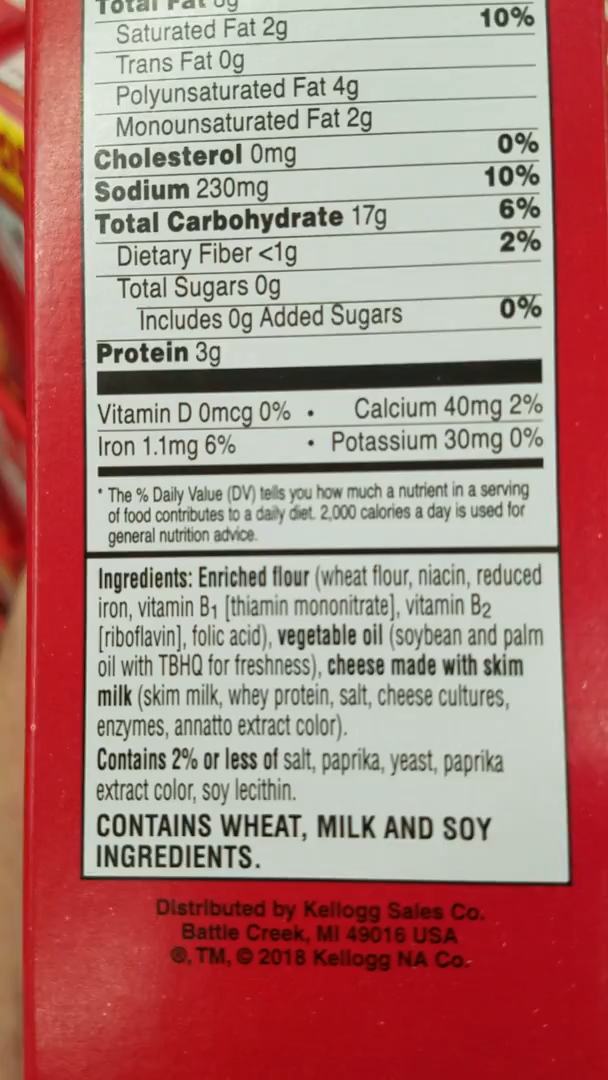 Total Fat 8g
Saturated Fat 2g 10%
Trans Fat 0g
Polyunsaturated Fat 4g
Monounsaturated Fat 2g
Cholesterol 0mg 0%
Sodium 230mg 10%
Total Carbohydrate 17g 6%
Dietary Fiber <1g 2%
Total Sugars 0g
Includes 0g Added Sugars 0%
Protein 3g
Vitamin D 0mcg 0% • Calcium 40mg 2%
Iron 1.1mg 6% • Potassium 30mg 0%
* The % Daily Value (DV) tells you how much a nutrient in a serving
of food contributes to a daily diet. 2,000 calories a day is used for
general nutrition advice.
Ingredients: Enriched flour (wheat flour, niacin, reduced
iron, vitamin B1 [thiamin mononitrate], vitamin B2
[riboflavin], folic acid), vegetable oil (soybean and palm
oil with TBHQ for freshness), cheese made with skim
milk (skim milk, whey protein, salt, cheese cultures,
enzymes, annatto extract color).
Contains 2% or less of salt, paprika, yeast, paprika
extract color, soy lecithin.
CONTAINS WHEAT, MILK AND SOY
INGREDIENTS.
Distributed by Kellogg Sales Co.
Battle Creek, MI 49016 USA
®, TM, © 2018 Kellogg NA Co.